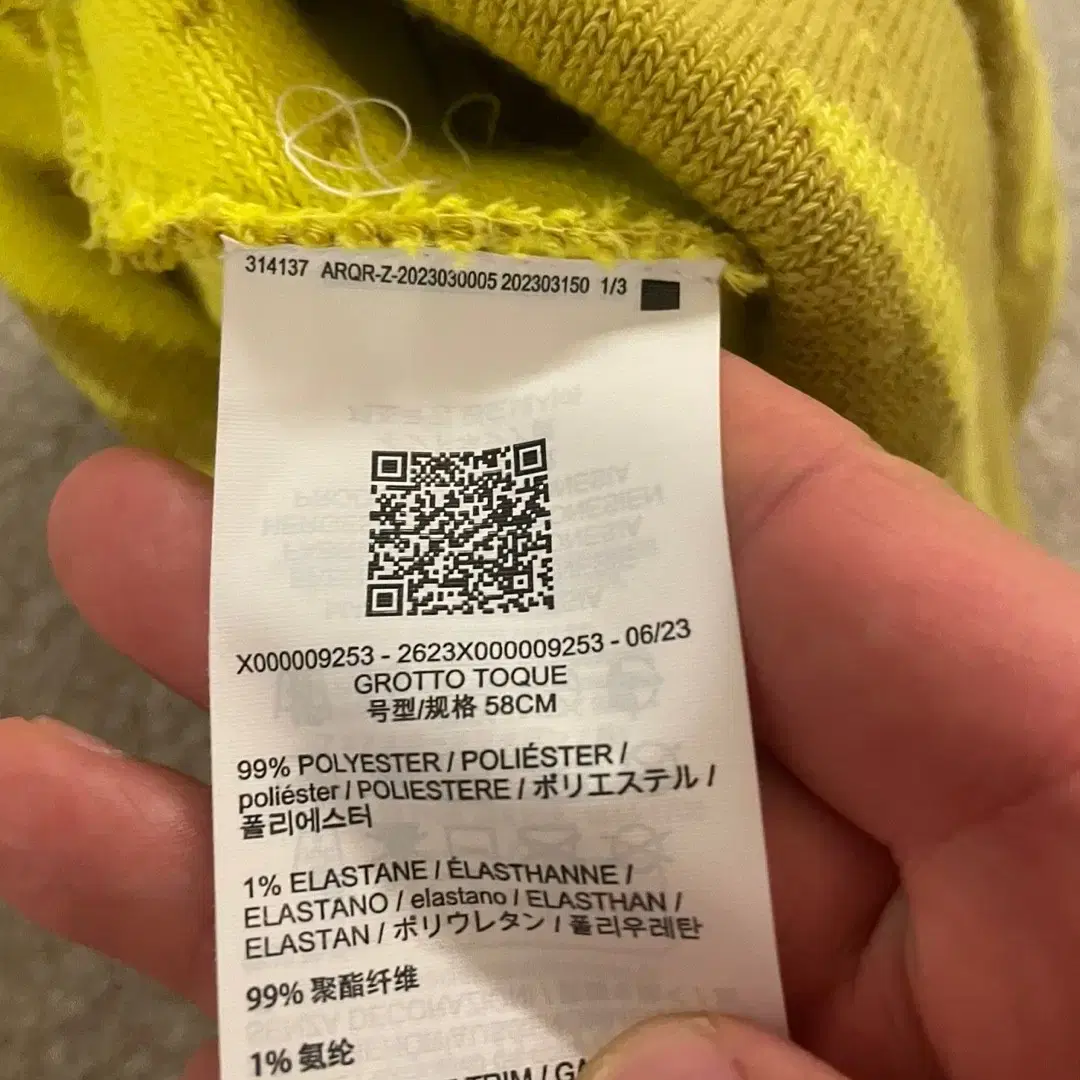 314137 ARQR-Z-2023030005 202303150 1/3
X000009253 - 2623X000009253 - 06/23
GROTTO TOQUE
号型/规格 58CM
99% POLYESTER / POLIÉSTER /
poliéster / POLIESTERE / ポリエステル /
폴리에스터
1% ELASTANE / ÉLASTHANNE /
ELASTANO / elastano / ELASTHAN /
ELASTAN / ポリウレタン / 폴리우레탄
99% 聚酯纤维
1% 氨纶
TRIM /